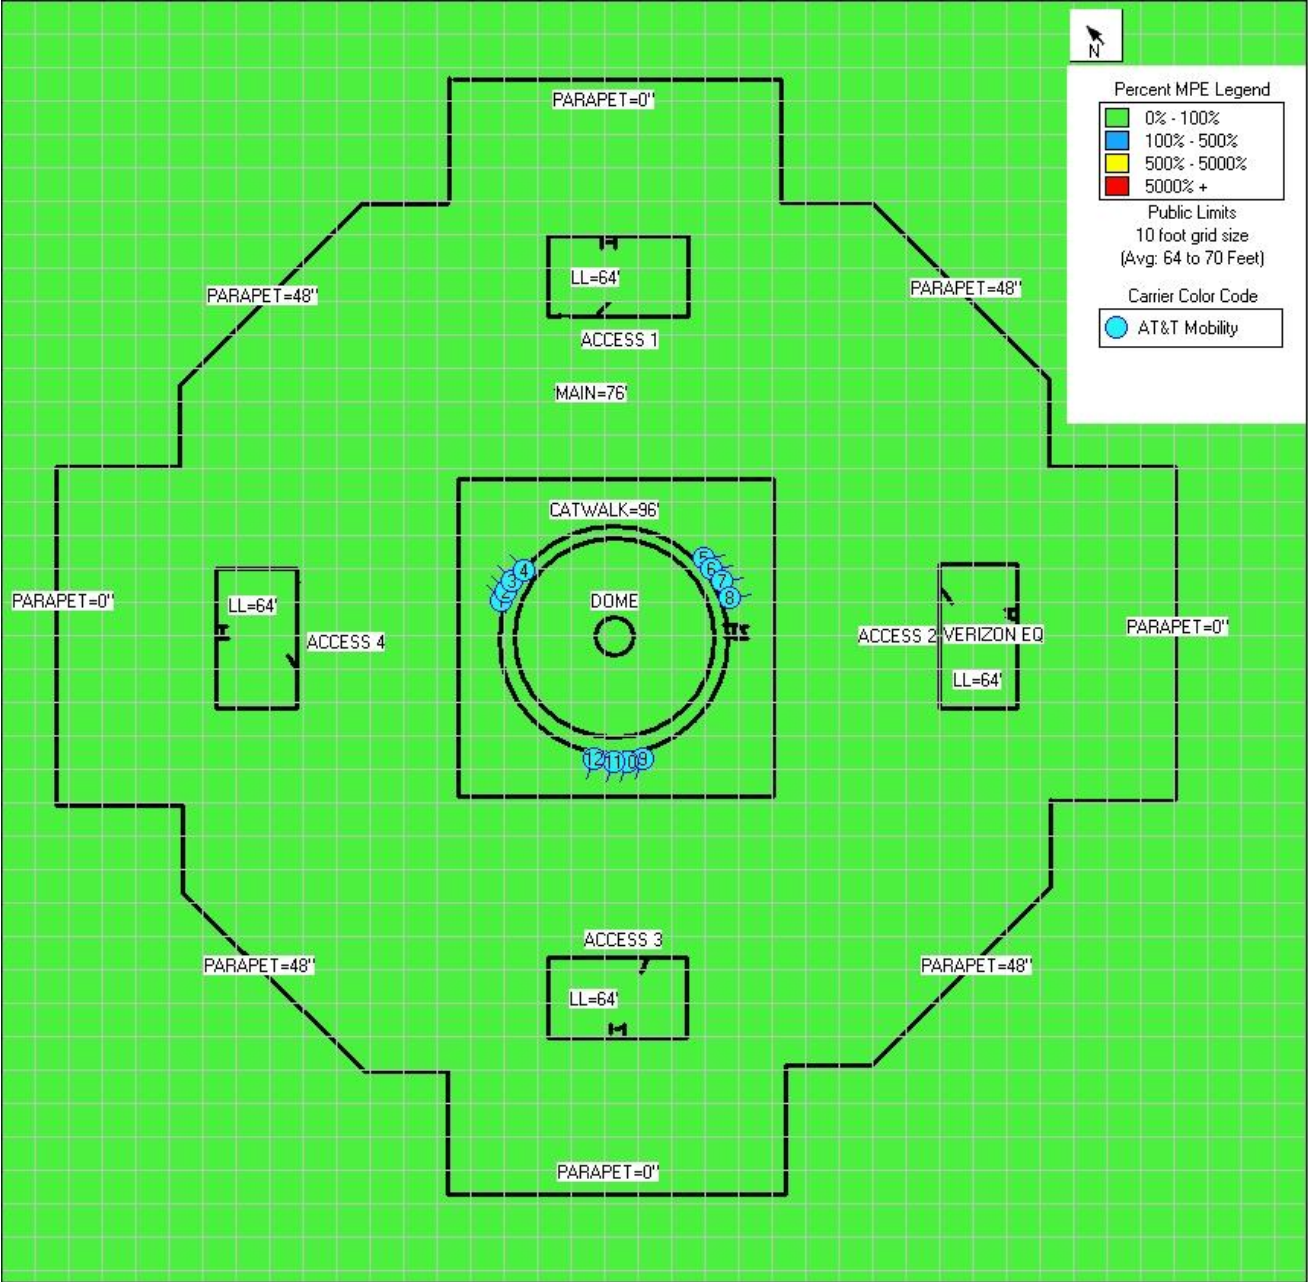 N
Percent MPE Legend
0% - 100%
100% - 500%
500% - 5000%
5000% +
Public Limits
10 foot grid size
(Avg: 64 to 70 Feet)
Carrier Color Code
AT&T Mobility
PARAPET=0"
PARAPET=48"
PARAPET=48"
LL=64'
ACCESS 1
MAIN=76'
CATWALK=96'
5
4
6
3
7
2
8
DOME
PARAPET=0"
LL=64'
ACCESS 4
ACCESS 2
VERIZON EQ
PARAPET=0"
LL=64'
12
11
9
ACCESS 3
PARAPET=48"
PARAPET=48"
LL=64'
PARAPET=0"